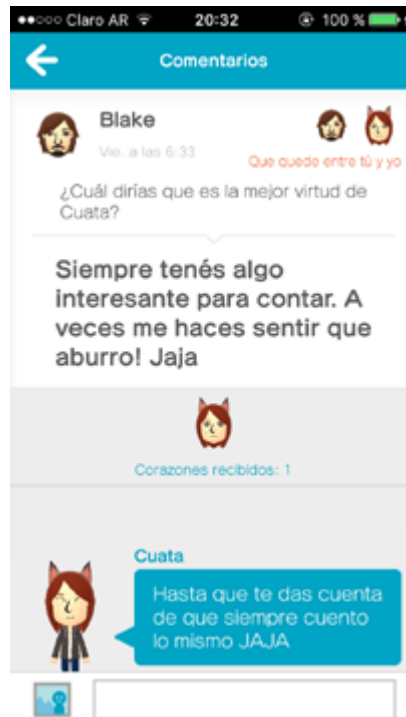 Claro AR 20:32 100 %
Comentarios
Blake
Vie. a las 6:33
Que quede entre tú y yo
¿Cuál dirías que es la mejor virtud de
Cuata?
Siempre tenés algo
interesante para contar. A
veces me haces sentir que
aburro! Jaja
Corazones recibidos: 1
Cuata
Hasta que te das cuenta
de que siempre cuento
lo mismo JAJA